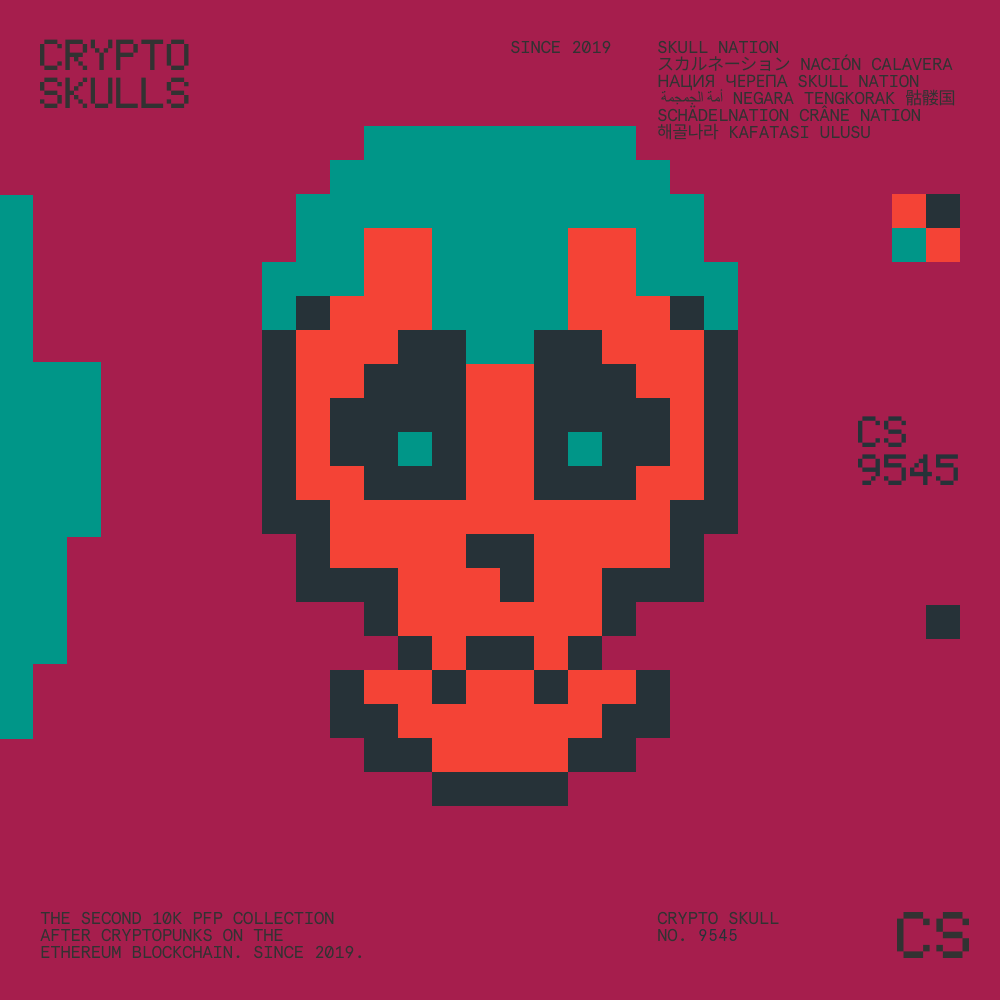 CRYPTO
SKULLS
SINCE 2019
SKULL NATION
スカルネーション NACIÓN CALAVERA
НАЦИЯ ЧЕРЕПА SKULL NATION
أمة الجمجمة NEGARA TENGKORAK 骷髅国
SCHÄDELNATION CRÂNE NATION
해골나라 KAFATASI ULUSU
CS
9545
THE SECOND 10K PFP COLLECTION
AFTER CRYPTOPUNKS ON THE
ETHEREUM BLOCKCHAIN. SINCE 2019.
CRYPTO SKULL
NO. 9545
CS